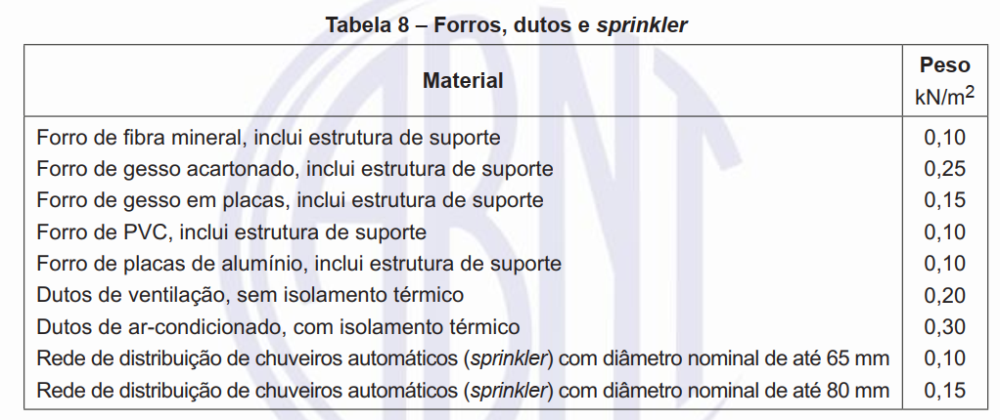 Tabela 8 – Forros, dutos e sprinkler
Material Peso kN/m²
Forro de fibra mineral, inclui estrutura de suporte 0,10
Forro de gesso acartonado, inclui estrutura de suporte 0,25
Forro de gesso em placas, inclui estrutura de suporte 0,15
Forro de PVC, inclui estrutura de suporte 0,10
Forro de placas de alumínio, inclui estrutura de suporte 0,10
Dutos de ventilação, sem isolamento térmico 0,20
Dutos de ar-condicionado, com isolamento térmico 0,30
Rede de distribuição de chuveiros automáticos (sprinkler) com diâmetro nominal de até 65 mm 0,10
Rede de distribuição de chuveiros automáticos (sprinkler) com diâmetro nominal de até 80 mm 0,15
ABNT